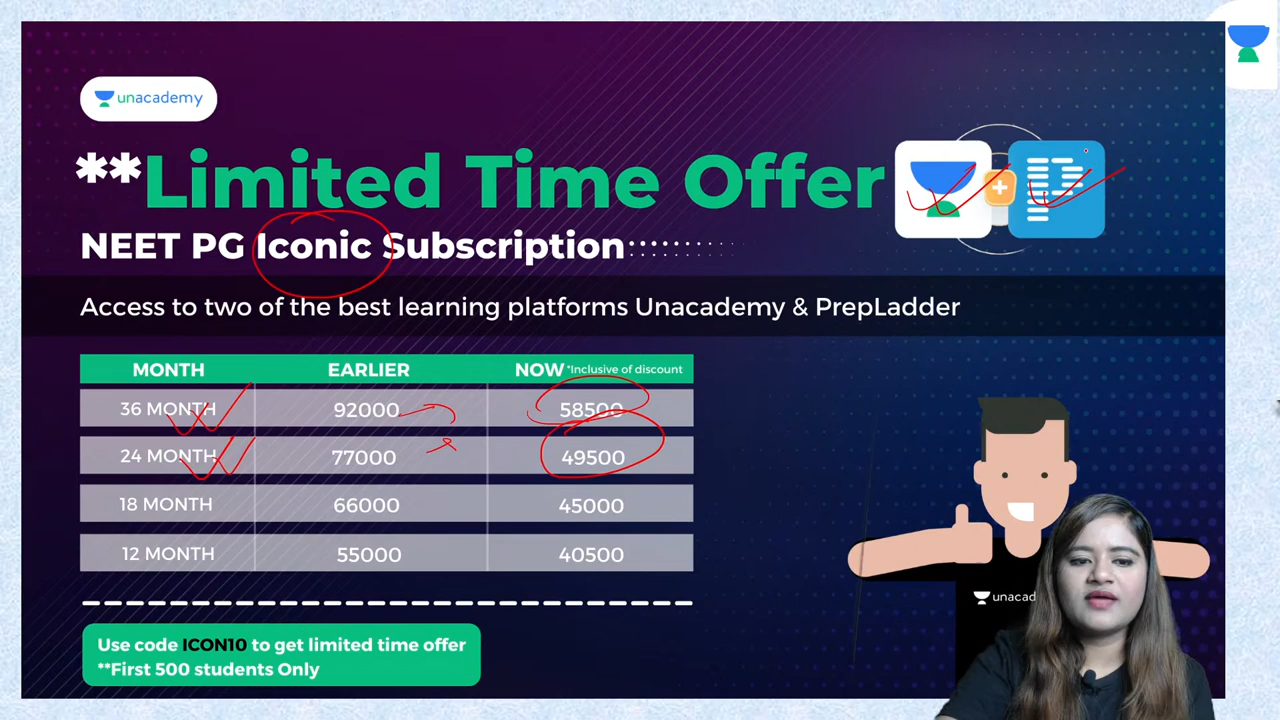 unacademy
**Limited Time Offer
NEET PG Iconic Subscription
Access to two of the best learning platforms Unacademy & PrepLadder
MONTH EARLIER NOW *Inclusive of discount
36 MONTH 92000 58500
24 MONTH 77000 49500
18 MONTH 66000 45000
12 MONTH 55000 40500
unacad
Use code ICON10 to get limited time offer
**First 500 students Only